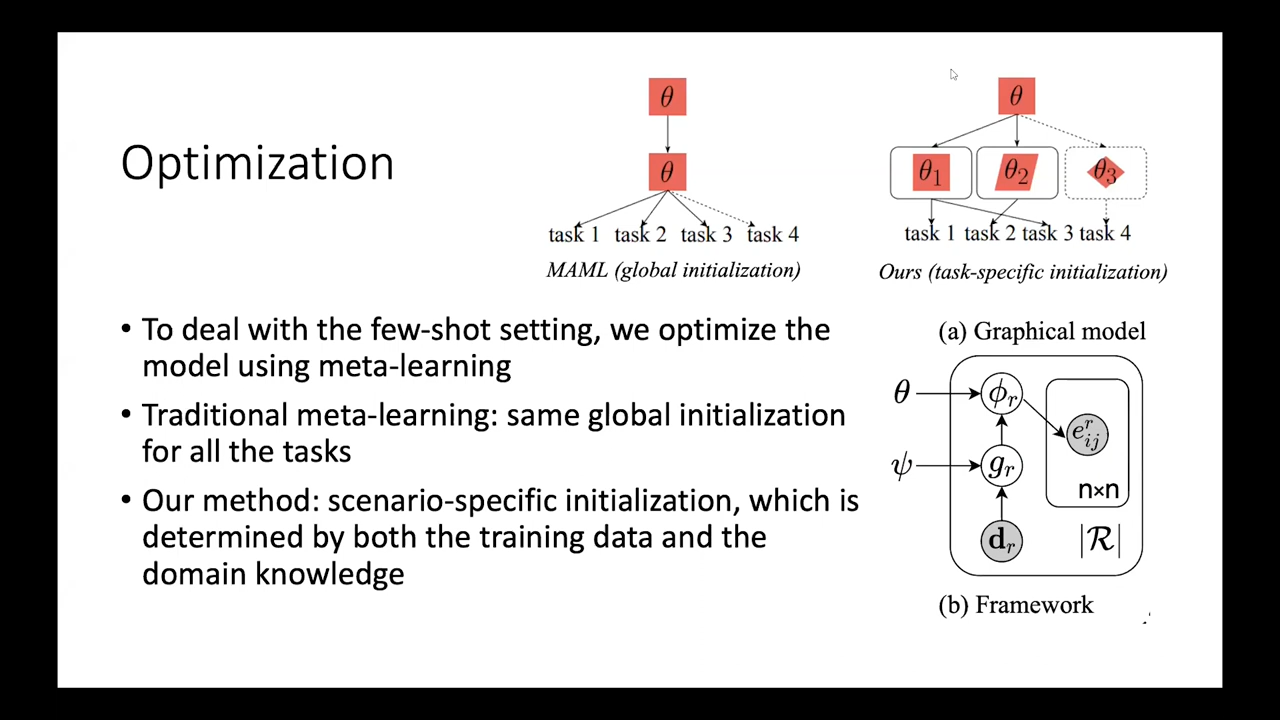 Optimization
θ
θ
task 1 task 2 task 3 task 4
MAML (global initialization)
θ
θ1 θ2 θ3
task 1 task 2 task 3 task 4
Ours (task-specific initialization)
• To deal with the few-shot setting, we optimize the
model using meta-learning
• Traditional meta-learning: same global initialization
for all the tasks
• Our method: scenario-specific initialization, which is
determined by both the training data and the
domain knowledge
(a) Graphical model
θ ϕr
e^r_ij
ψ gr
n×n
dr |R|
(b) Framework